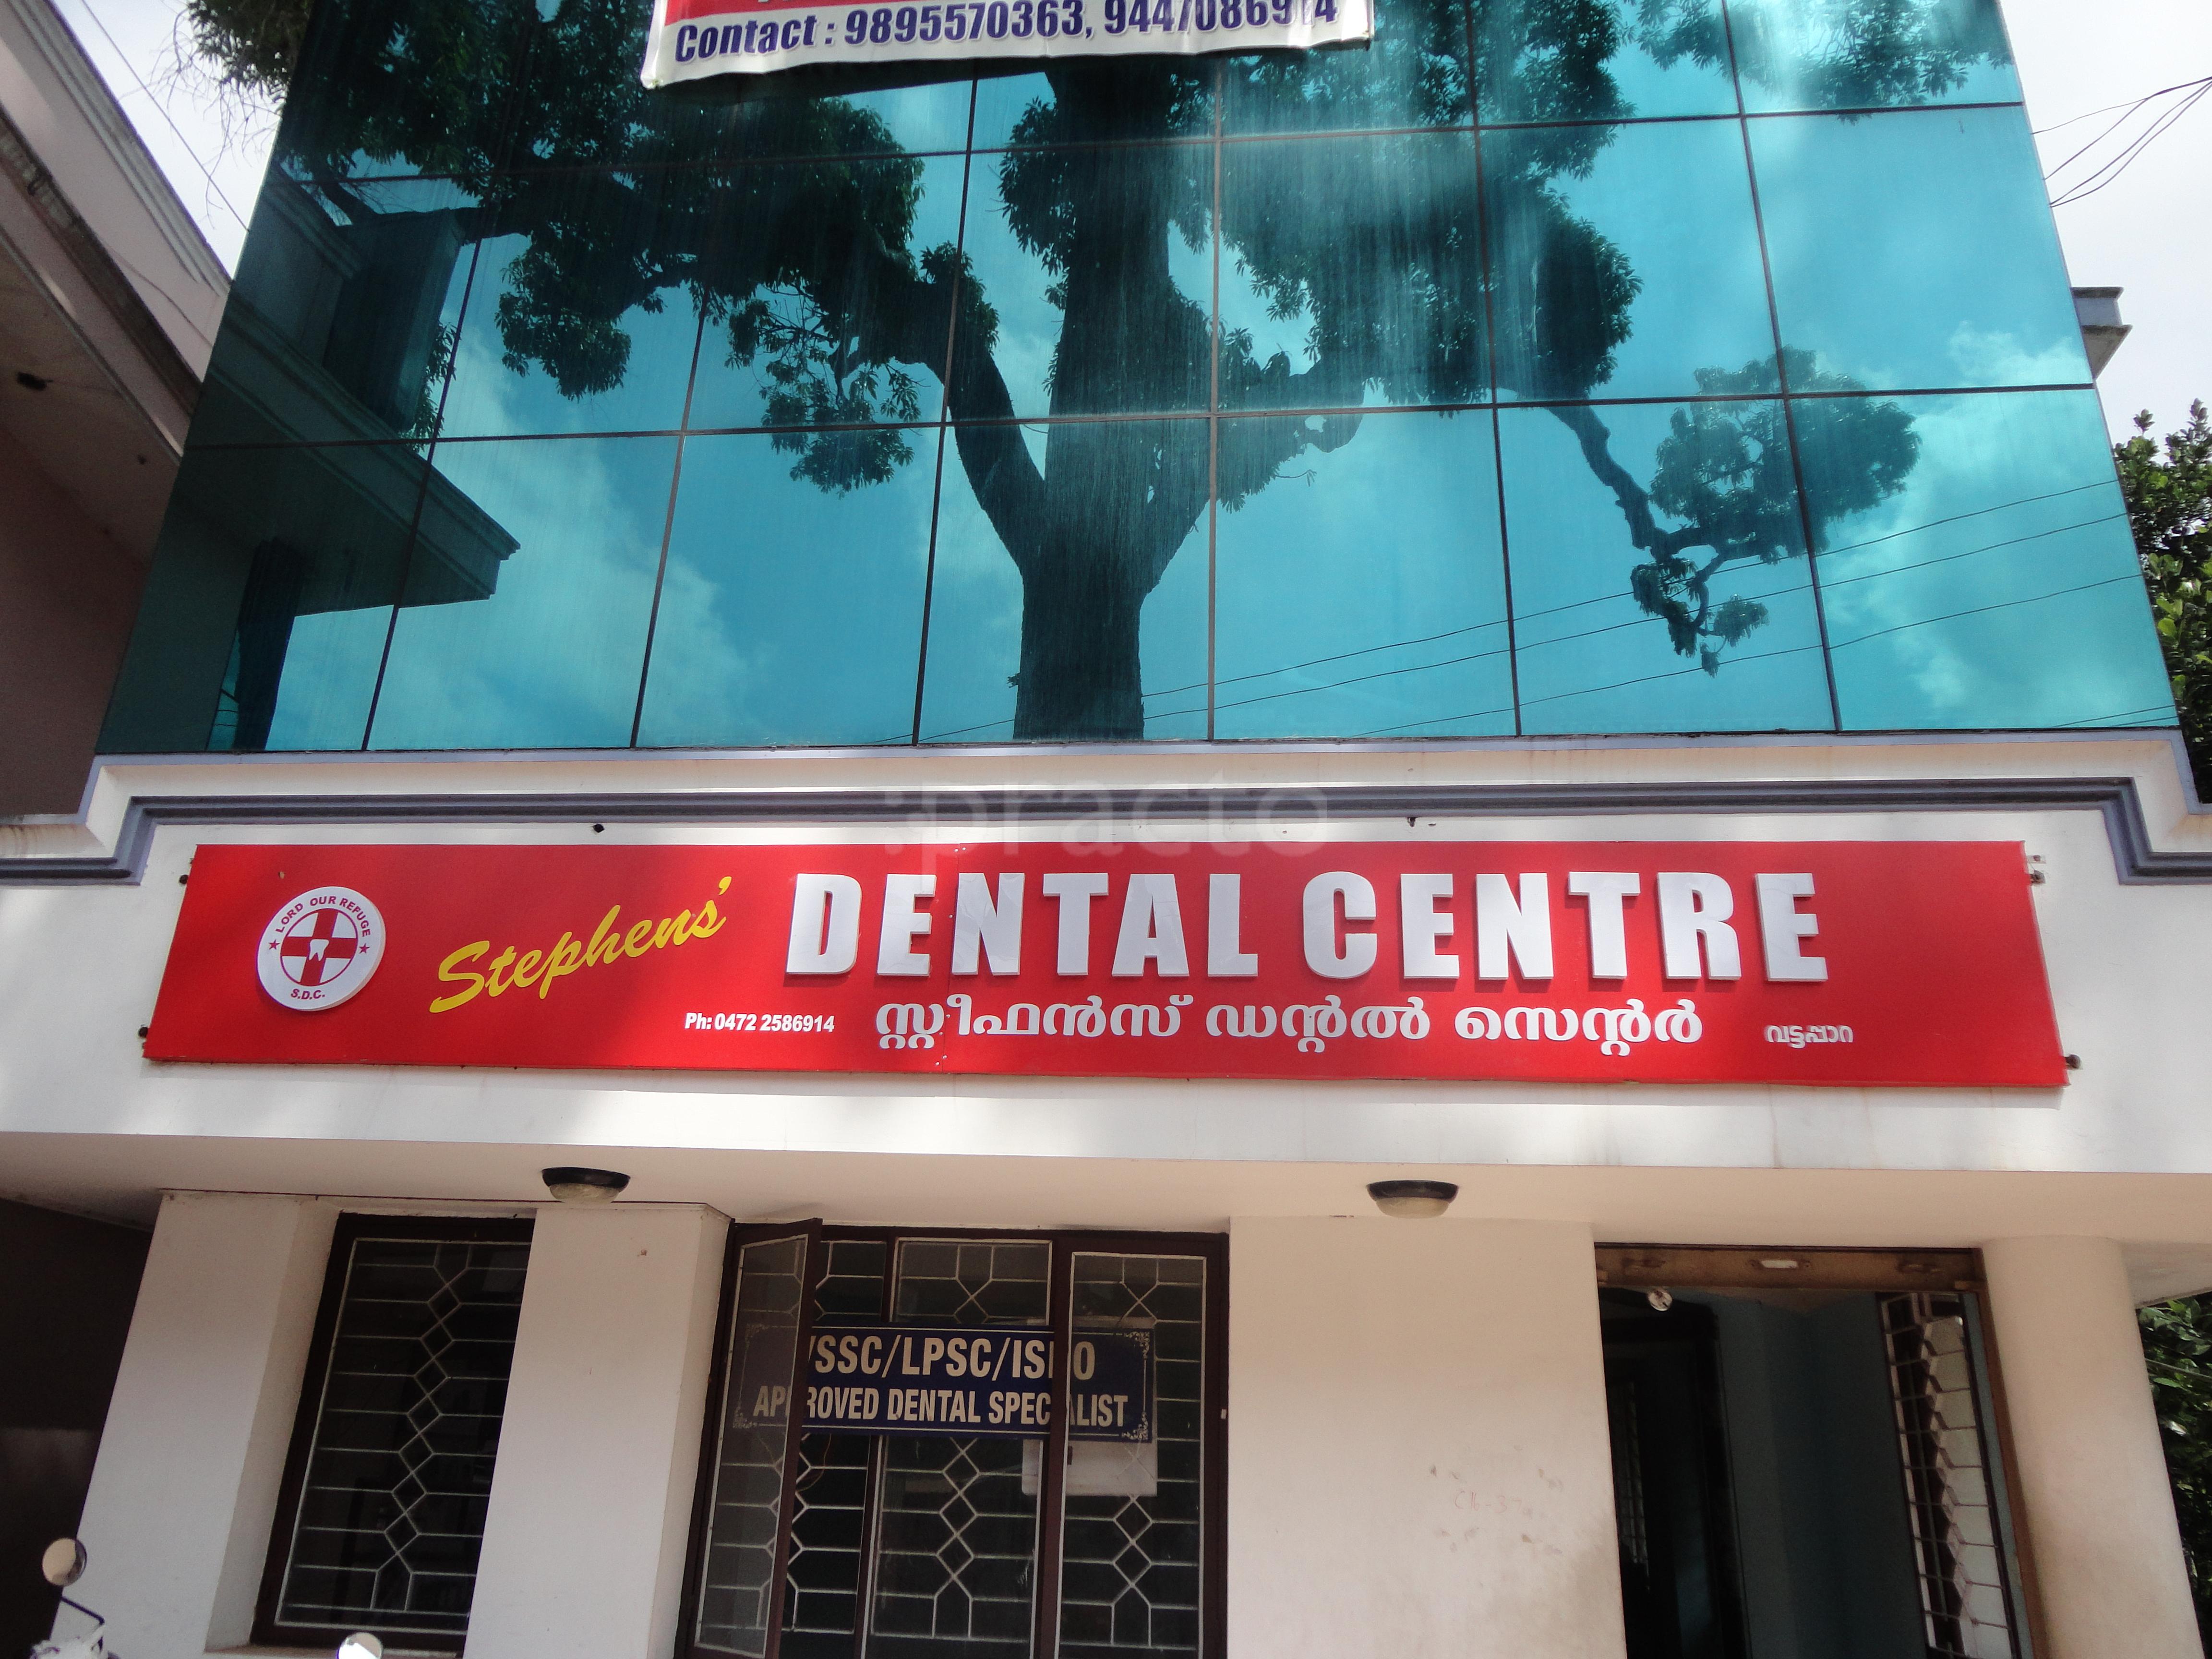 Contact : 9895570363, 9447086914
:practo
LORD OUR REFUGE
S.D.C.
Stephens' DENTAL CENTRE
Ph: 0472 2586914
സ്റ്റീഫൻസ് ഡന്റൽ സെന്റർ
വട്ടപ്പാറ
VSSC/LPSC/ISRO
APPROVED DENTAL SPECIALIST